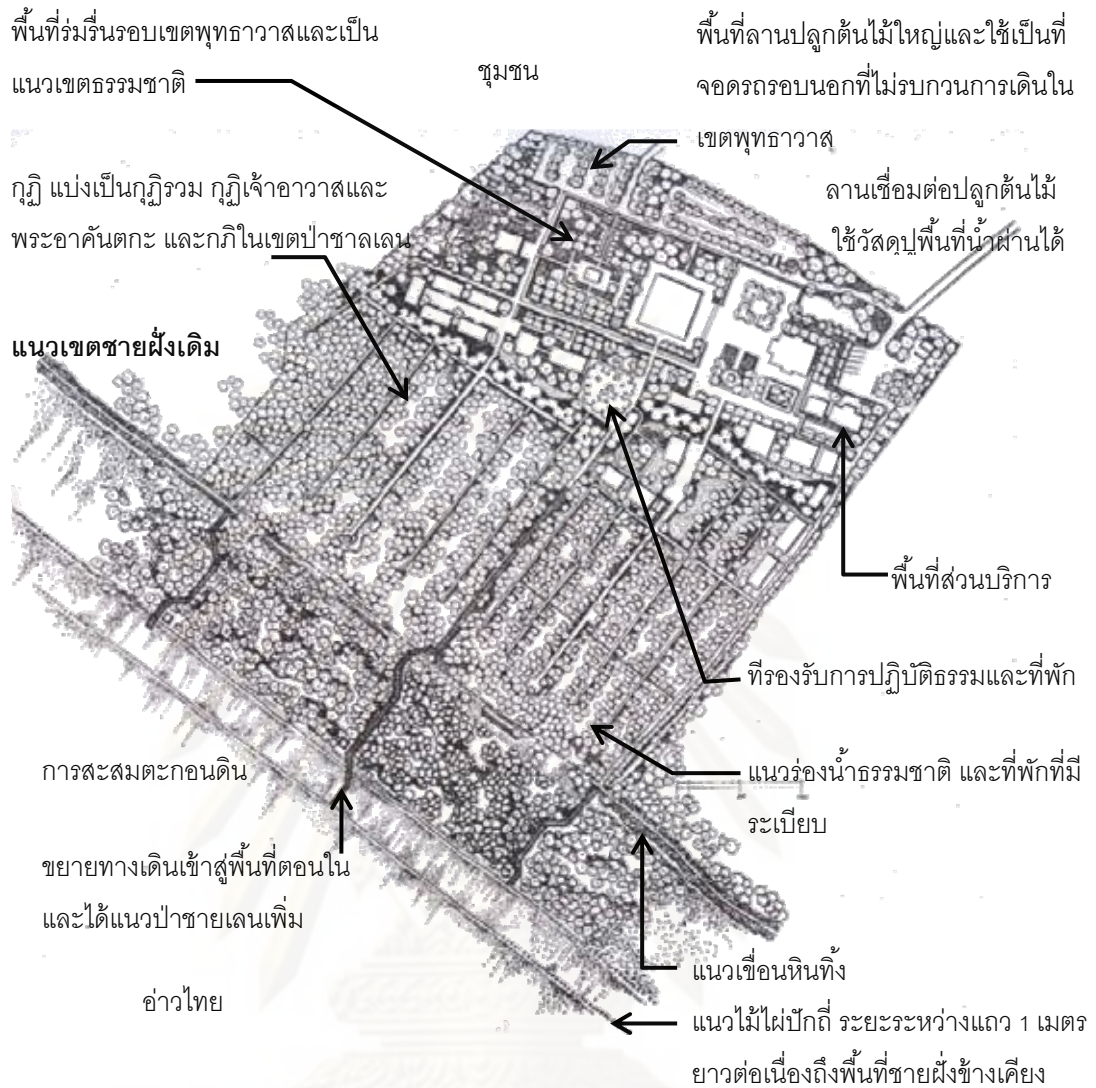 พื้นที่ร่มรื่นรอบเขตพุทธาวาสและเป็น
แนวเขตธรรมชาติ
ชุมชน
พื้นที่ลานปลูกต้นไม้ใหญ่และใช้เป็นที่
จอดรถรอบนอกที่ไม่รบกวนการเดินใน
เขตพุทธาวาส
กุฏิ แบ่งเป็นกุฏิรวม กุฏิเจ้าอาวาสและ
พระอาคันตกะ และกภิในเขตป่าชาลเลน
ลานเชื่อมต่อปลูกต้นไม้
ใช้วัสดุปูพื้นที่น้ำผ่านได้
แนวเขตชายฝั่งเดิม
พื้นที่ส่วนบริการ
ที่รองรับการปฏิบัติธรรมและที่พัก
การสะสมตะกอนดิน
แนวร่องน้ำธรรมชาติ และที่พักที่มี
ระเบียบ
ขยายทางเดินเข้าสู่พื้นที่ตอนใน
และได้แนวป่าชายเลนเพิ่ม
แนวเขื่อนหินทิ้ง
อ่าวไทย
แนวไม้ไผ่ปักถี่ ระยะระหว่างแถว 1 เมตร
ยาวต่อเนื่องถึงพื้นที่ชายฝั่งข้างเคียง